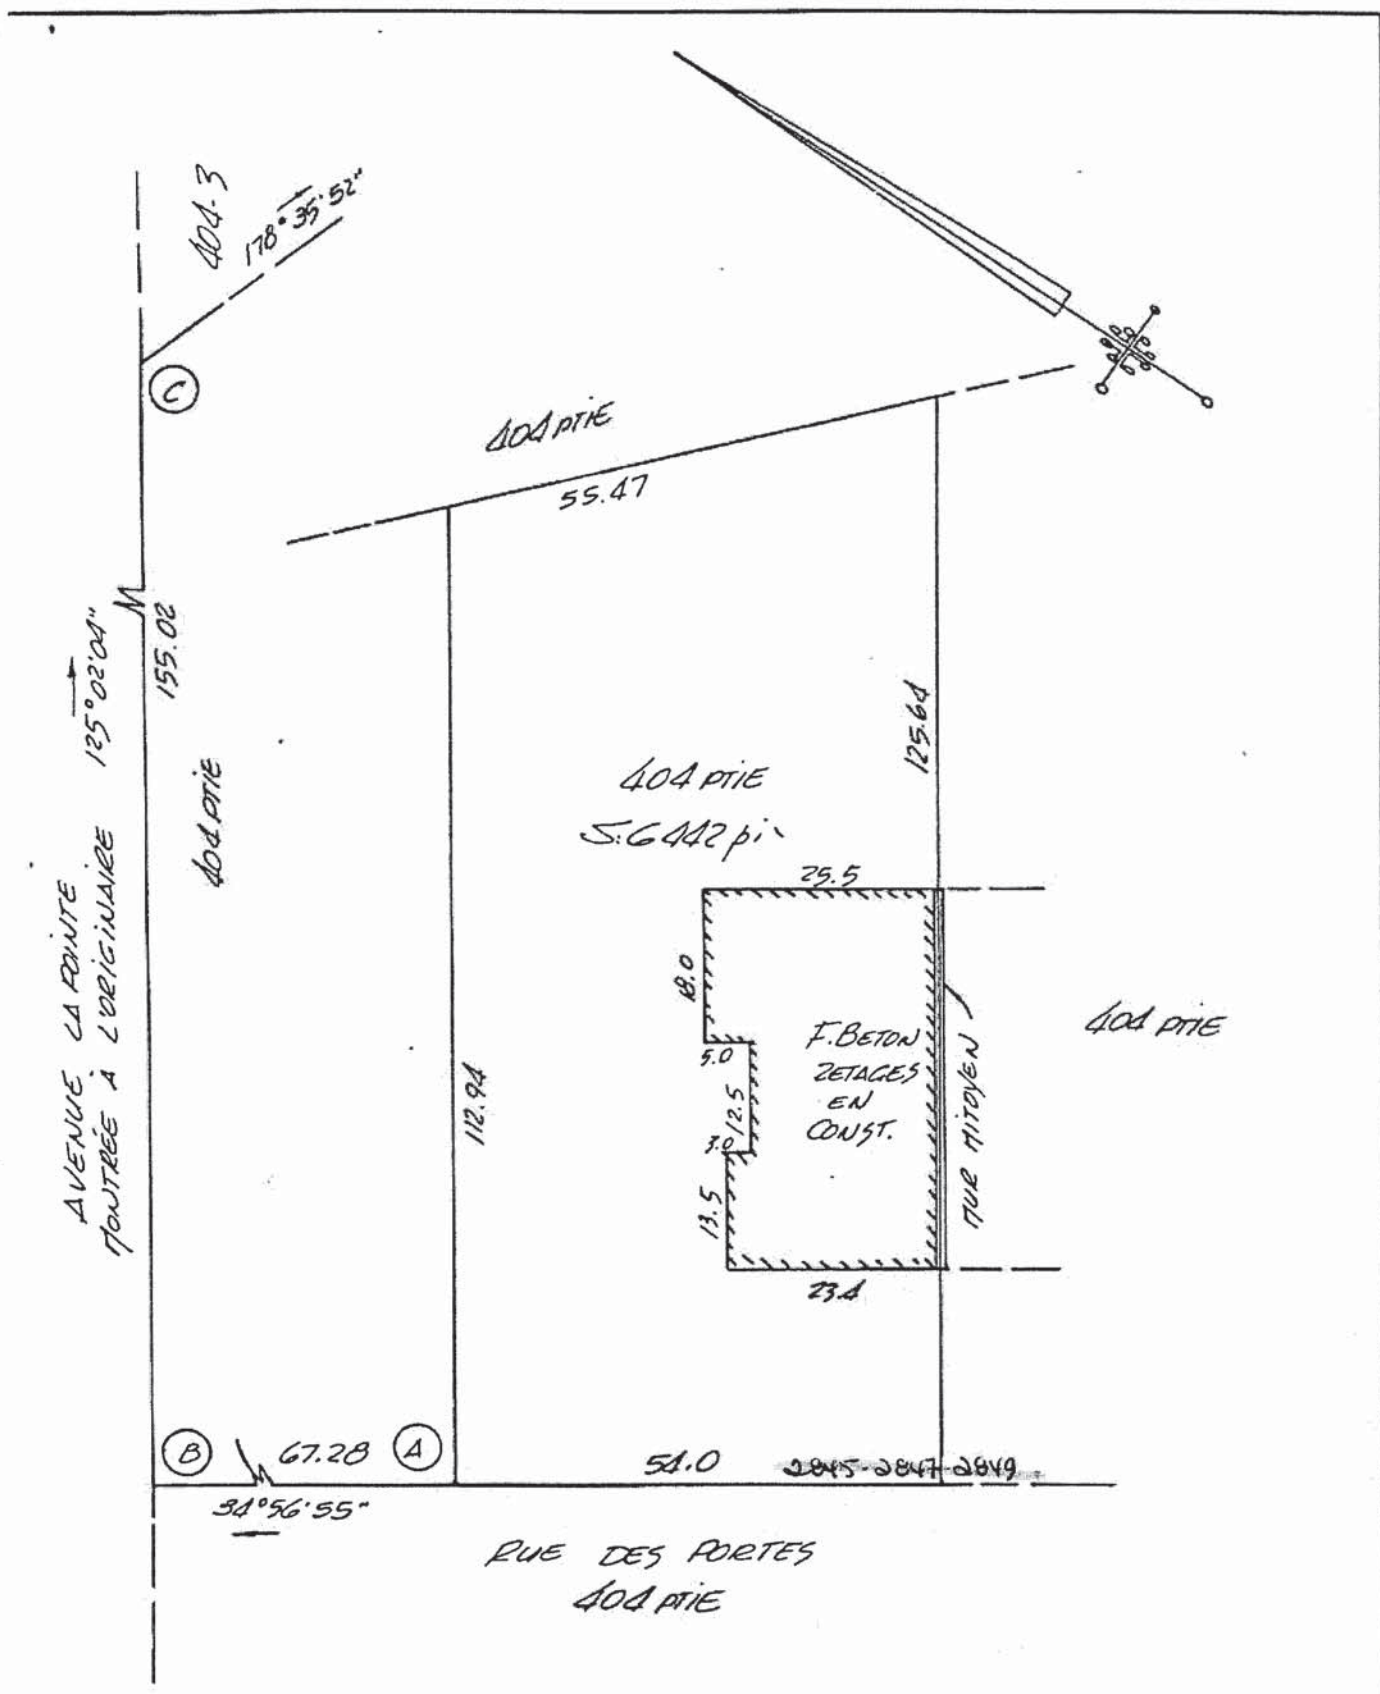 404-3
178°35'52"
C
404 PTIE
55.47
155.02
125°02'04"
AVENUE LA POINTE
MONTRÉE À L'ORIGINAIRE
404 PTIE
112.94
125.64
404 PTIE
S:6442 pi
25.5
18.0
5.0
12.5
3.0
13.5
23.4
F. BETON
2 ETAGES
EN
CONST.
MUR MITOYEN
404 PTIE
B
67.28
A
54.0
2845-2847-2849
34°56'55"
RUE DES PORTES
404 PTIE